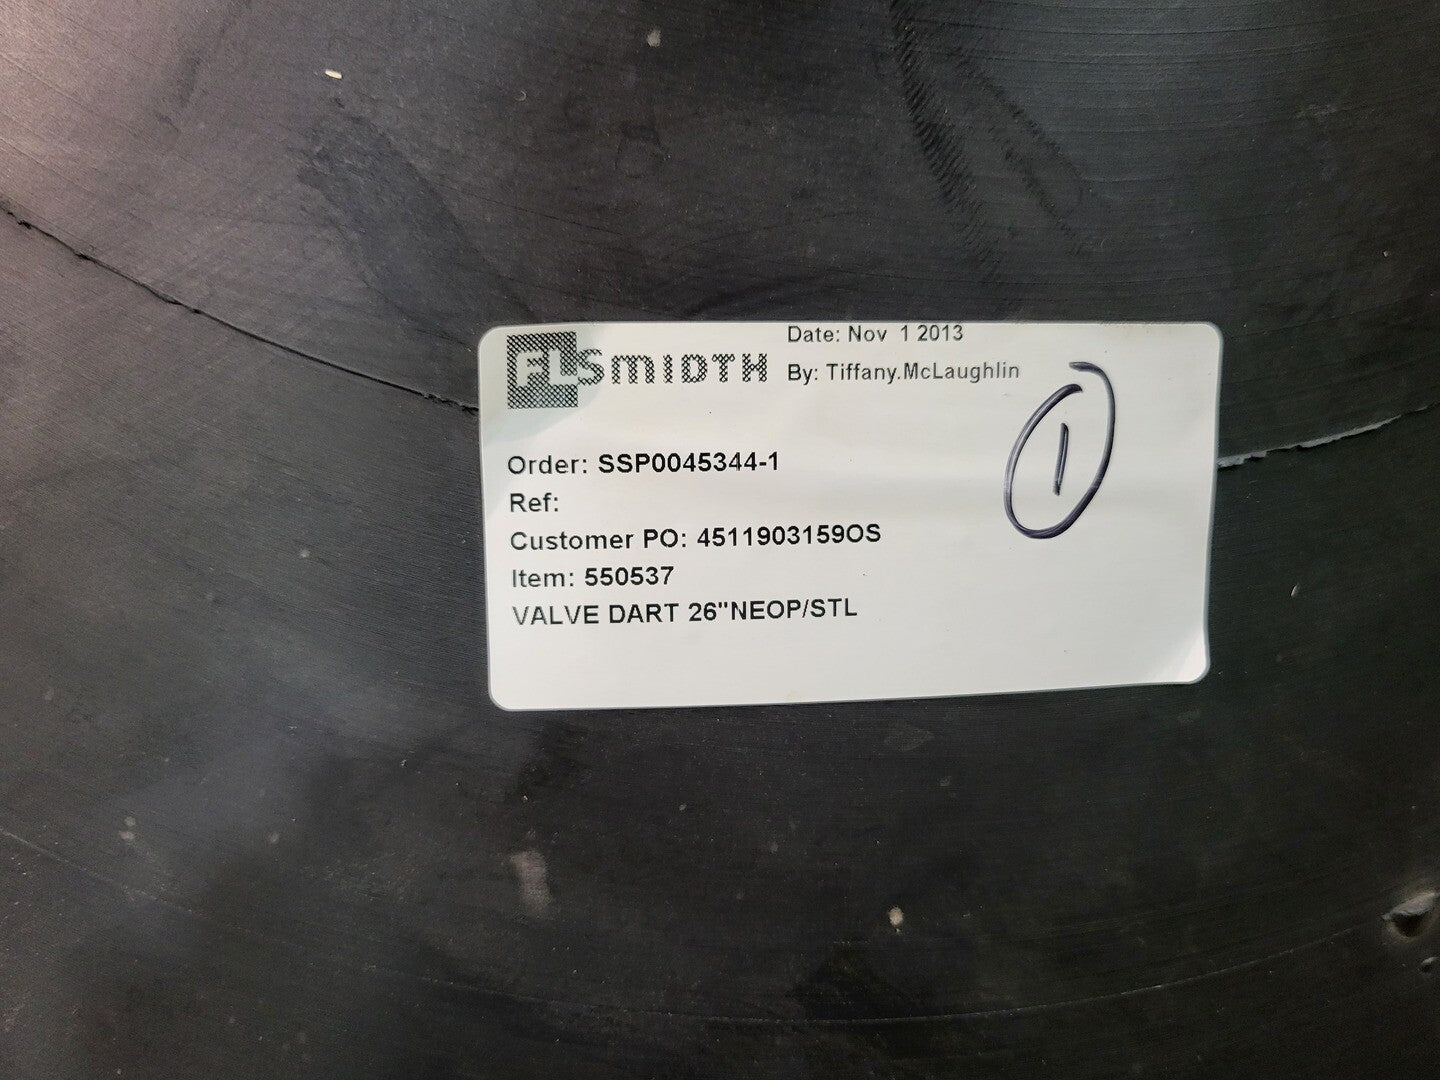 FLSMIDTH
Date: Nov 1 2013
By: Tiffany.McLaughlin
1
Order: SSP0045344-1
Ref:
Customer PO: 4511903159OS
Item: 550537
VALVE DART 26"NEOP/STL